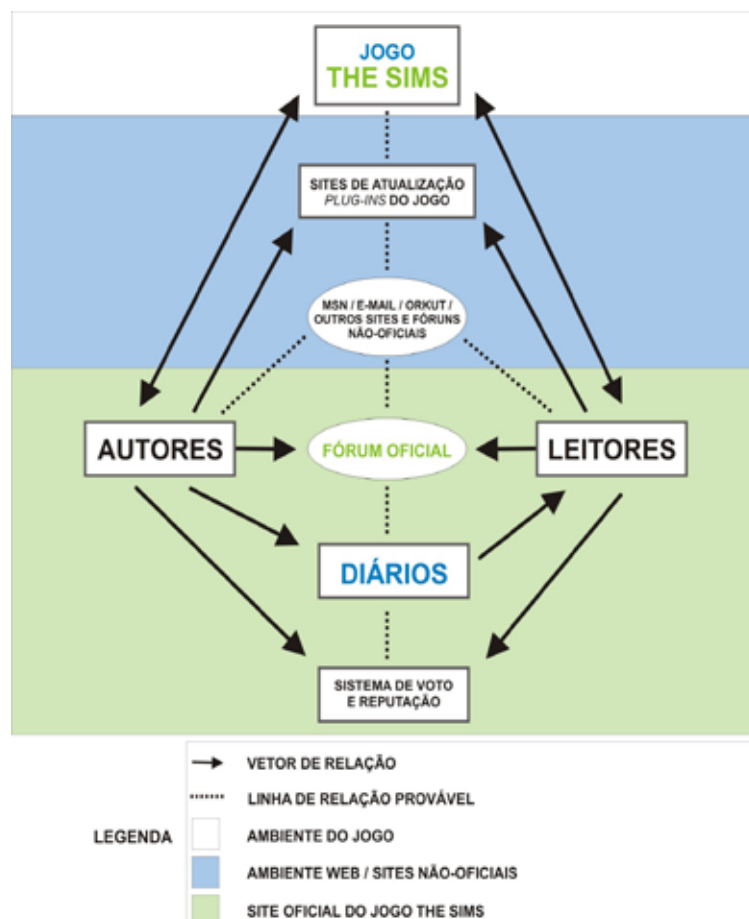 JOGO
THE SIMS
SITES DE ATUALIZAÇÃO
PLUG-INS DO JOGO
MSN / E-MAIL / ORKUT /
OUTROS SITES E FÓRUNS
NÃO-OFICIAIS
AUTORES
FÓRUM OFICIAL
LEITORES
DIÁRIOS
SISTEMA DE VOTO
E REPUTAÇÃO
LEGENDA
VETOR DE RELAÇÃO
LINHA DE RELAÇÃO PROVÁVEL
AMBIENTE DO JOGO
AMBIENTE WEB / SITES NÃO-OFICIAIS
SITE OFICIAL DO JOGO THE SIMS